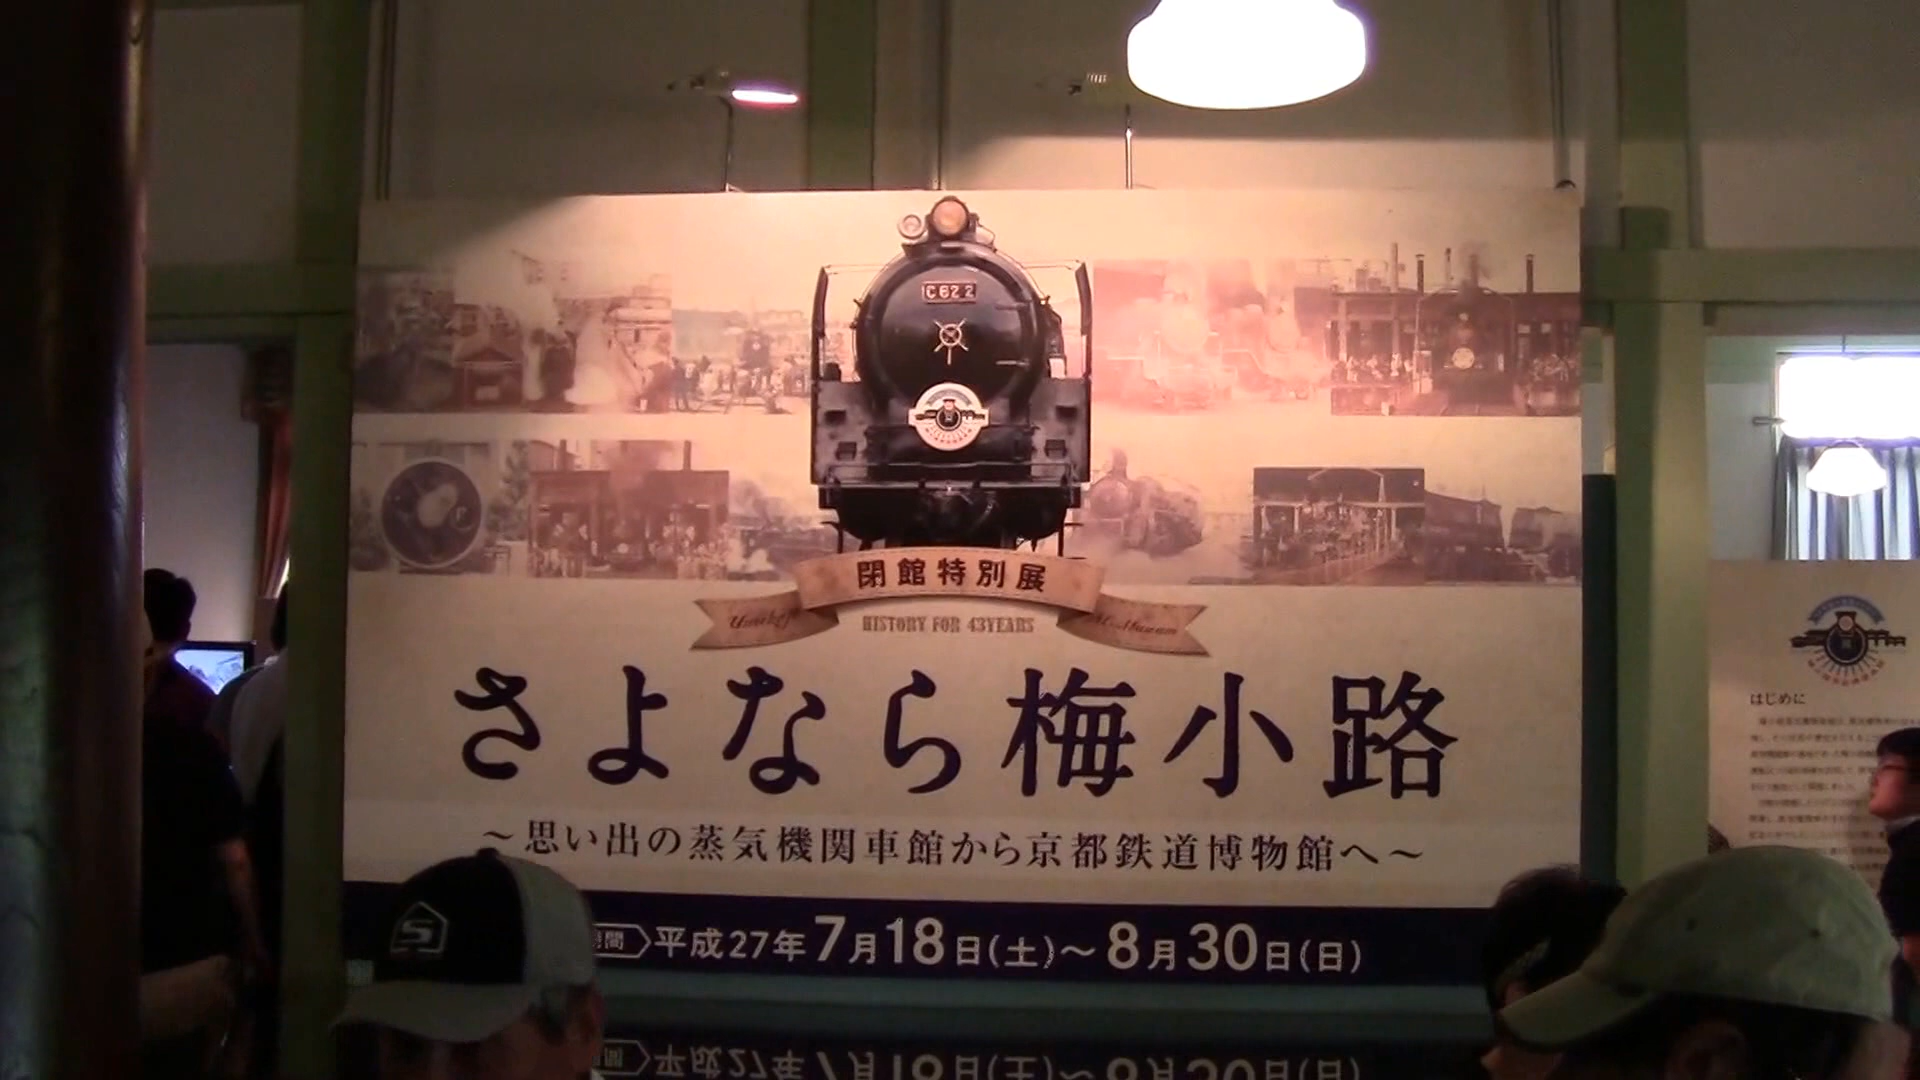 C62 2
閉館特別展
HISTORY FOR 43YEARS
さよなら梅小路
～思い出の蒸気機関車館から京都鉄道博物館へ～
平成27年7月18日(土)～8月30日(日)
はじめに
S